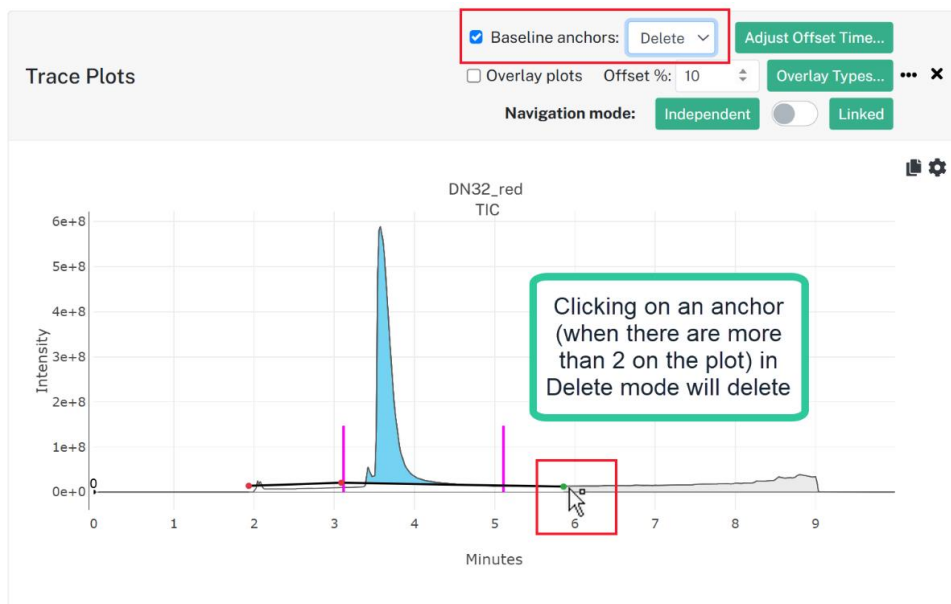 Baseline anchors: Delete Adjust Offset Time...
Trace Plots
Overlay plots Offset %: 10 Overlay Types...
Navigation mode: Independent Linked
DN32_red
TIC
6e+8
5e+8
4e+8
3e+8
2e+8
1e+8
0e+0
0
Intensity
Clicking on an anchor
(when there are more
than 2 on the plot) in
Delete mode will delete
0 1 2 3 4 5 6 7 8 9
Minutes